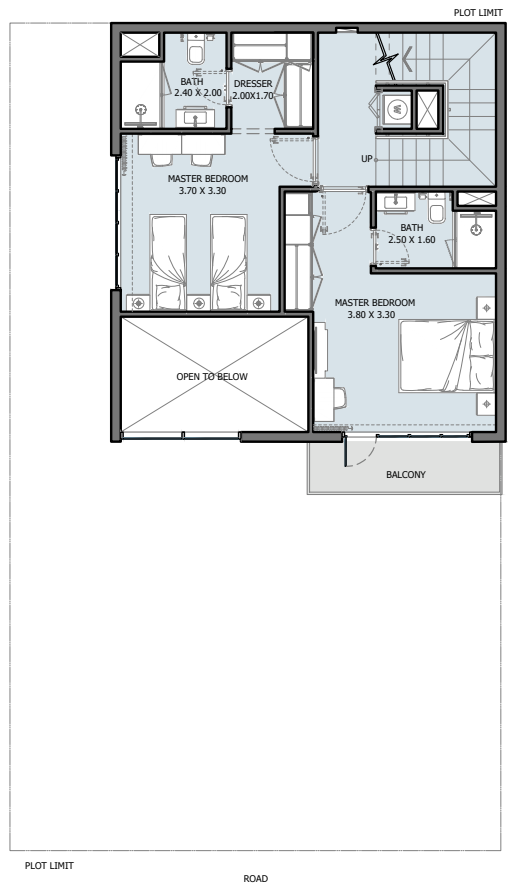 PLOT LIMIT
BATH
2.40 X 2.00
DRESSER
2.00X1.70
W
UP
MASTER BEDROOM
3.70 X 3.30
BATH
2.50 X 1.60
MASTER BEDROOM
3.80 X 3.30
OPEN TO BELOW
BALCONY
PLOT LIMIT
ROAD